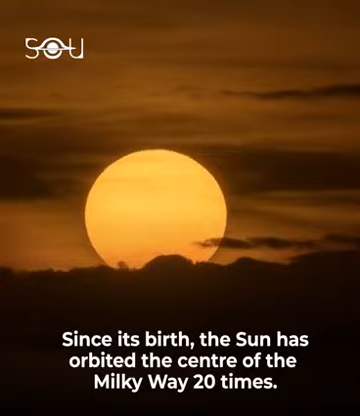 SOU
Since its birth, the Sun has
orbited the centre of the
Milky Way 20 times.